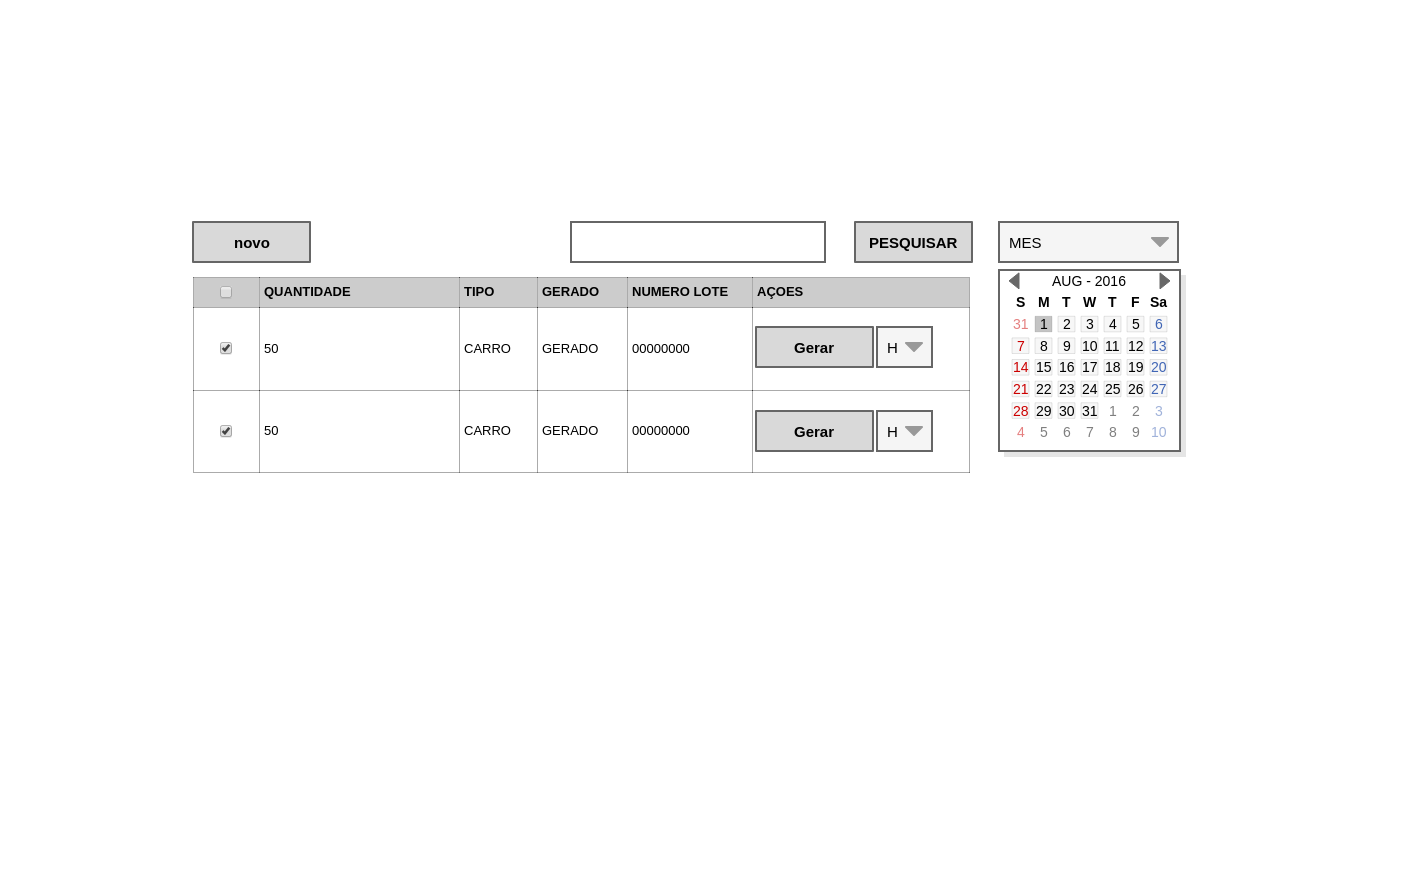 novo
PESQUISAR
MES
QUANTIDADE TIPO GERADO NUMERO LOTE AÇOES
50 CARRO GERADO 00000000 Gerar H
50 CARRO GERADO 00000000 Gerar H
AUG - 2016
S M T W T F Sa
31 1 2 3 4 5 6
7 8 9 10 11 12 13
14 15 16 17 18 19 20
21 22 23 24 25 26 27
28 29 30 31 1 2 3
4 5 6 7 8 9 10